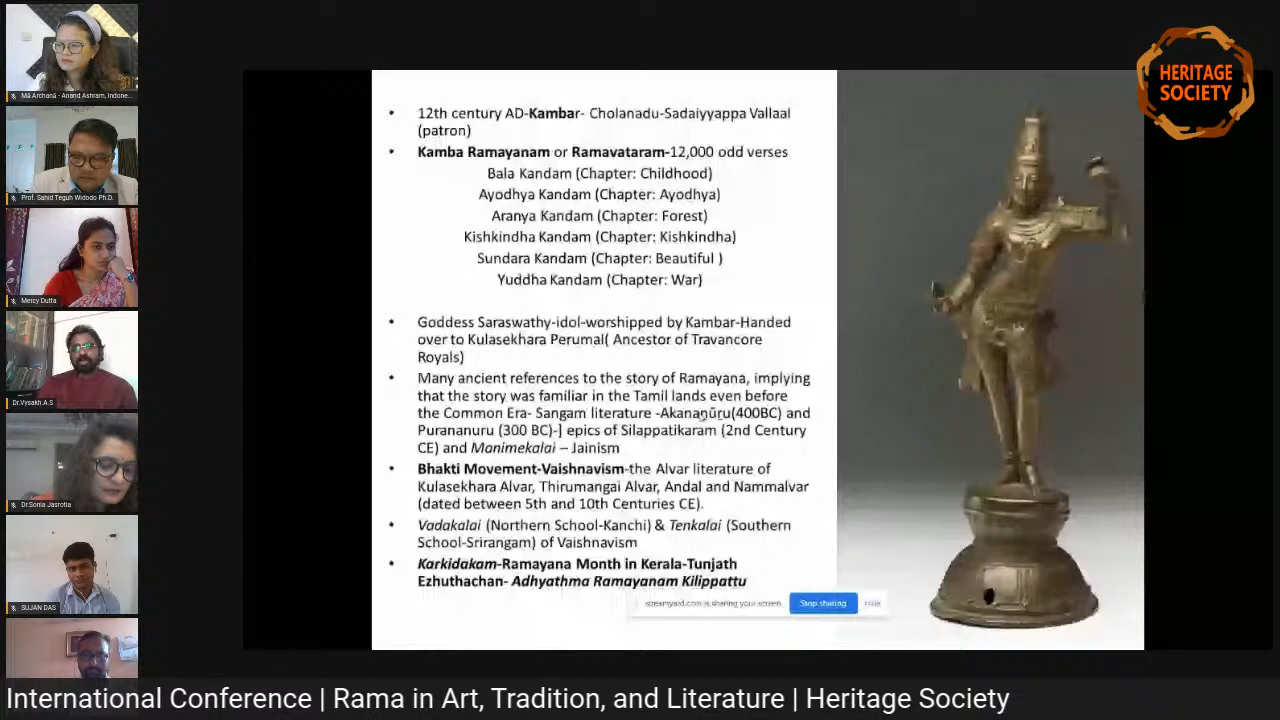 HERITAGE
SOCIETY
Mā Archanā - Anand Ashram, Indone...
Prof. Sahid Teguh Widodo Ph.D.
Mercy Dutta
Dr.Vysakh.A.S
Dr.Sonia Jasrotia
SUJAN DAS
• 12th century AD-Kambar- Cholanadu-Sadaiyyappa Vallaal
(patron)
• Kamba Ramayanam or Ramavataram-12,000 odd verses
Bala Kandam (Chapter: Childhood)
Ayodhya Kandam (Chapter: Ayodhya)
Aranya Kandam (Chapter: Forest)
Kishkindha Kandam (Chapter: Kishkindha)
Sundara Kandam (Chapter: Beautiful )
Yuddha Kandam (Chapter: War)
• Goddess Saraswathy-idol-worshipped by Kambar-Handed
over to Kulasekhara Perumal( Ancestor of Travancore
Royals)
• Many ancient references to the story of Ramayana, implying
that the story was familiar in the Tamil lands even before
the Common Era- Sangam literature -Akanaṉūṟu(400BC) and
Purananuru (300 BC)-] epics of Silappatikaram (2nd Century
CE) and Manimekalai – Jainism
• Bhakti Movement-Vaishnavism-the Alvar literature of
Kulasekhara Alvar, Thirumangai Alvar, Andal and Nammalvar
(dated between 5th and 10th Centuries CE).
• Vadakalai (Northern School-Kanchi) & Tenkalai (Southern
School-Srirangam) of Vaishnavism
• Karkidakam-Ramayana Month in Kerala-Tunjath
Ezhuthachan- Adhyathma Ramayanam Kilippattu
streamyard.com is sharing your screen. Stop sharing Hide
International Conference | Rama in Art, Tradition, and Literature | Heritage Society